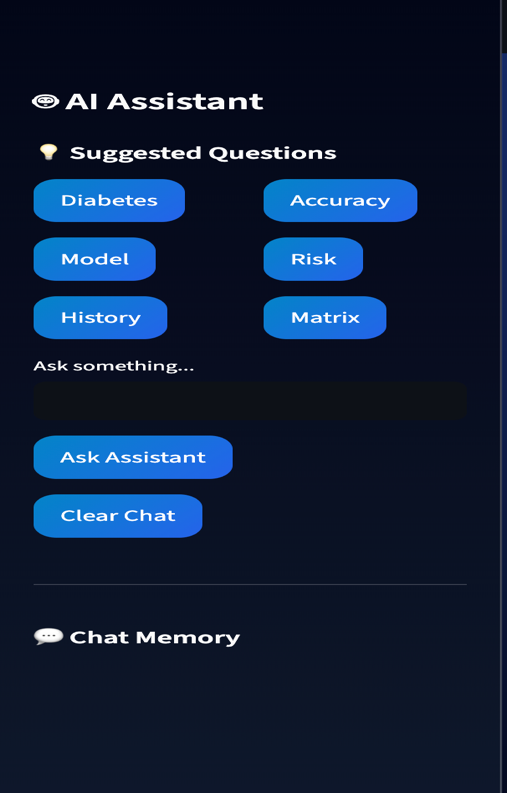 AI Assistant
Suggested Questions
Diabetes Accuracy
Model Risk
History Matrix
Ask something...
Ask Assistant
Clear Chat
Chat Memory